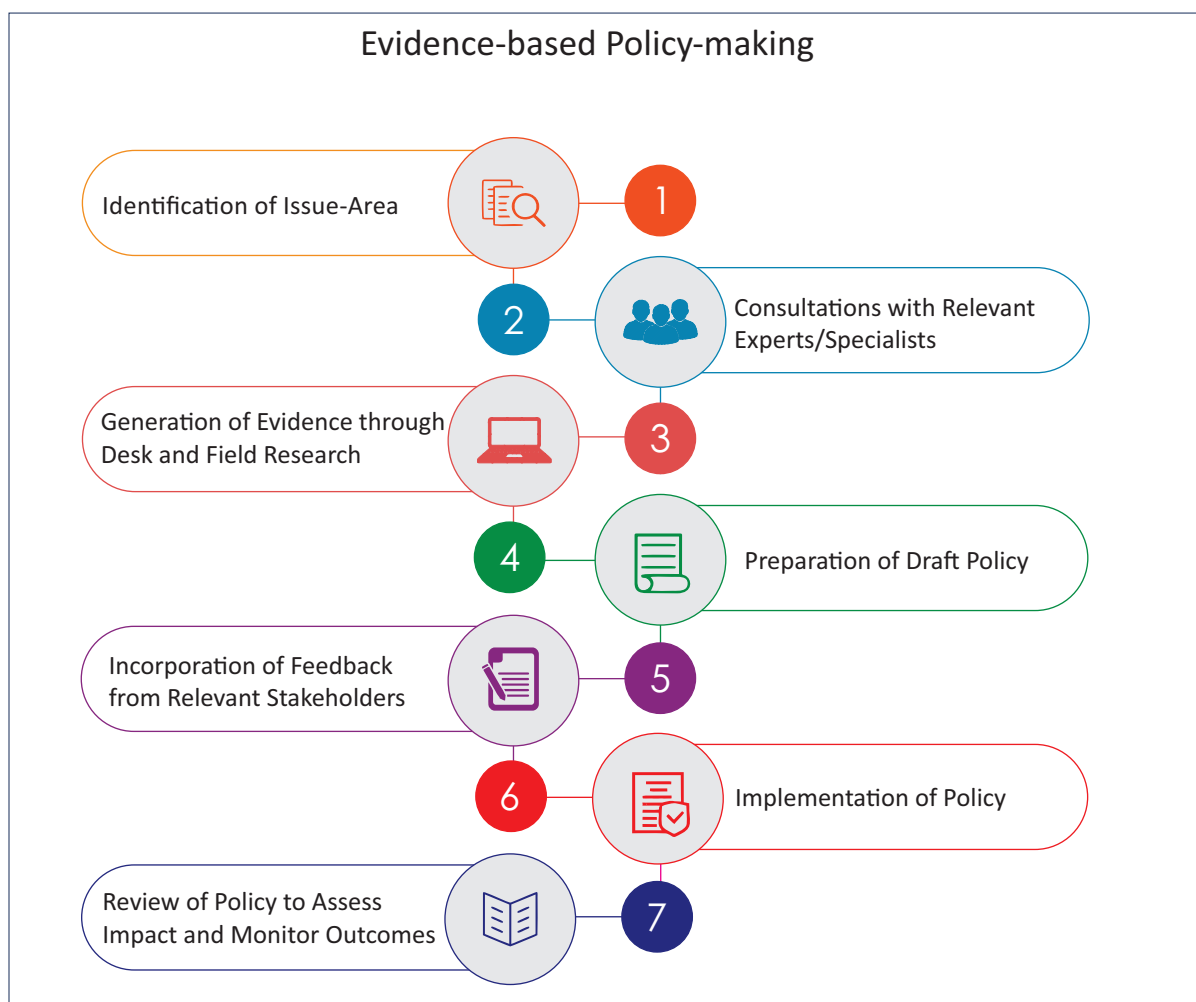 Evidence-based Policy-making
Identification of Issue-Area
1
2
Consultations with Relevant
Experts/Specialists
Generation of Evidence through
Desk and Field Research
3
4
Preparation of Draft Policy
Incorporation of Feedback
from Relevant Stakeholders
5
6
Implementation of Policy
Review of Policy to Assess
Impact and Monitor Outcomes
7